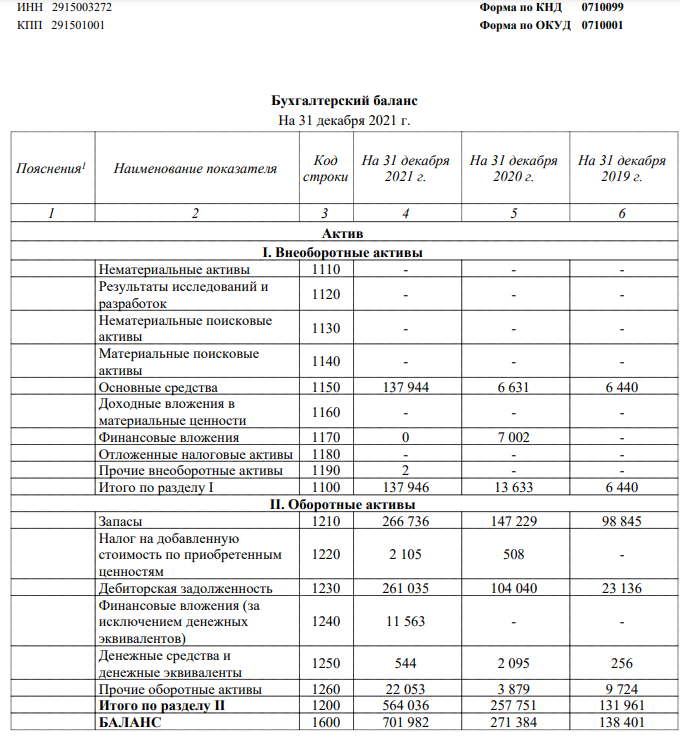 ИНН 2915003272 Форма по КНД 0710099
КПП 291501001 Форма по ОКУД 0710001
Бухгалтерский баланс
На 31 декабря 2021 г.
Пояснения1 Наименование показателя Код строки На 31 декабря 2021 г. На 31 декабря 2020 г. На 31 декабря 2019 г.
1 2 3 4 5 6
Актив
I. Внеоборотные активы
Нематериальные активы 1110 - - -
Результаты исследований и
разработок 1120 - - -
Нематериальные поисковые
активы 1130 - - -
Материальные поисковые
активы 1140 - - -
Основные средства 1150 137 944 6 631 6 440
Доходные вложения в
материальные ценности 1160 - - -
Финансовые вложения 1170 0 7 002 -
Отложенные налоговые активы 1180 - - -
Прочие внеоборотные активы 1190 2 - -
Итого по разделу I 1100 137 946 13 633 6 440
II. Оборотные активы
Запасы 1210 266 736 147 229 98 845
Налог на добавленную
стоимость по приобретенным 1220 2 105 508 -
ценностям
Дебиторская задолженность 1230 261 035 104 040 23 136
Финансовые вложения (за
исключением денежных 1240 11 563 - -
эквивалентов)
Денежные средства и
денежные эквиваленты 1250 544 2 095 256
Прочие оборотные активы 1260 22 053 3 879 9 724
Итого по разделу II 1200 564 036 257 751 131 961
БАЛАНС 1600 701 982 271 384 138 401